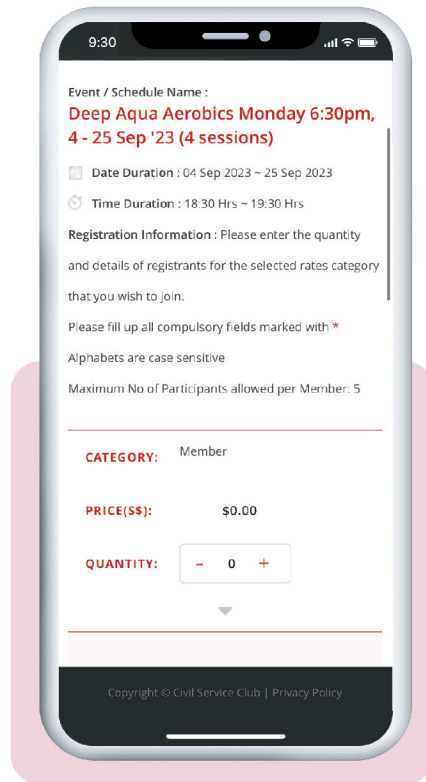 9:30
Event / Schedule Name :
Deep Aqua Aerobics Monday 6:30pm,
4 - 25 Sep '23 (4 sessions)
Date Duration : 04 Sep 2023 ~ 25 Sep 2023
Time Duration : 18:30 Hrs ~ 19:30 Hrs
Registration Information : Please enter the quantity
and details of registrants for the selected rates category
that you wish to join.
Please fill up all compulsory fields marked with *
Alphabets are case sensitive
Maximum No of Participants allowed per Member: 5
CATEGORY: Member
PRICE(S$): $0.00
QUANTITY: - 0 +
Copyright © Civil Service Club | Privacy Policy